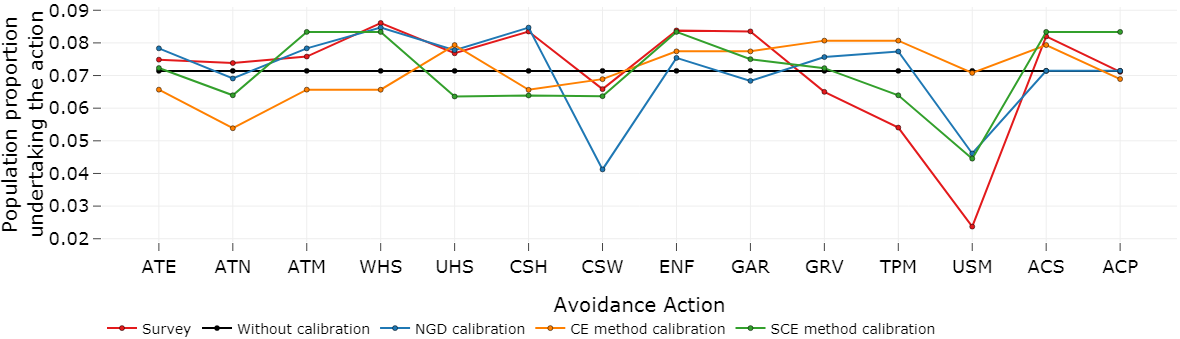 Population proportion
undertaking the action
0.09
0.08
0.07
0.06
0.05
0.04
0.03
0.02
ATE ATN ATM WHS UHS CSH CSW ENF GAR GRV TPM USM ACS ACP
Avoidance Action
Survey Without calibration NGD calibration CE method calibration SCE method calibration